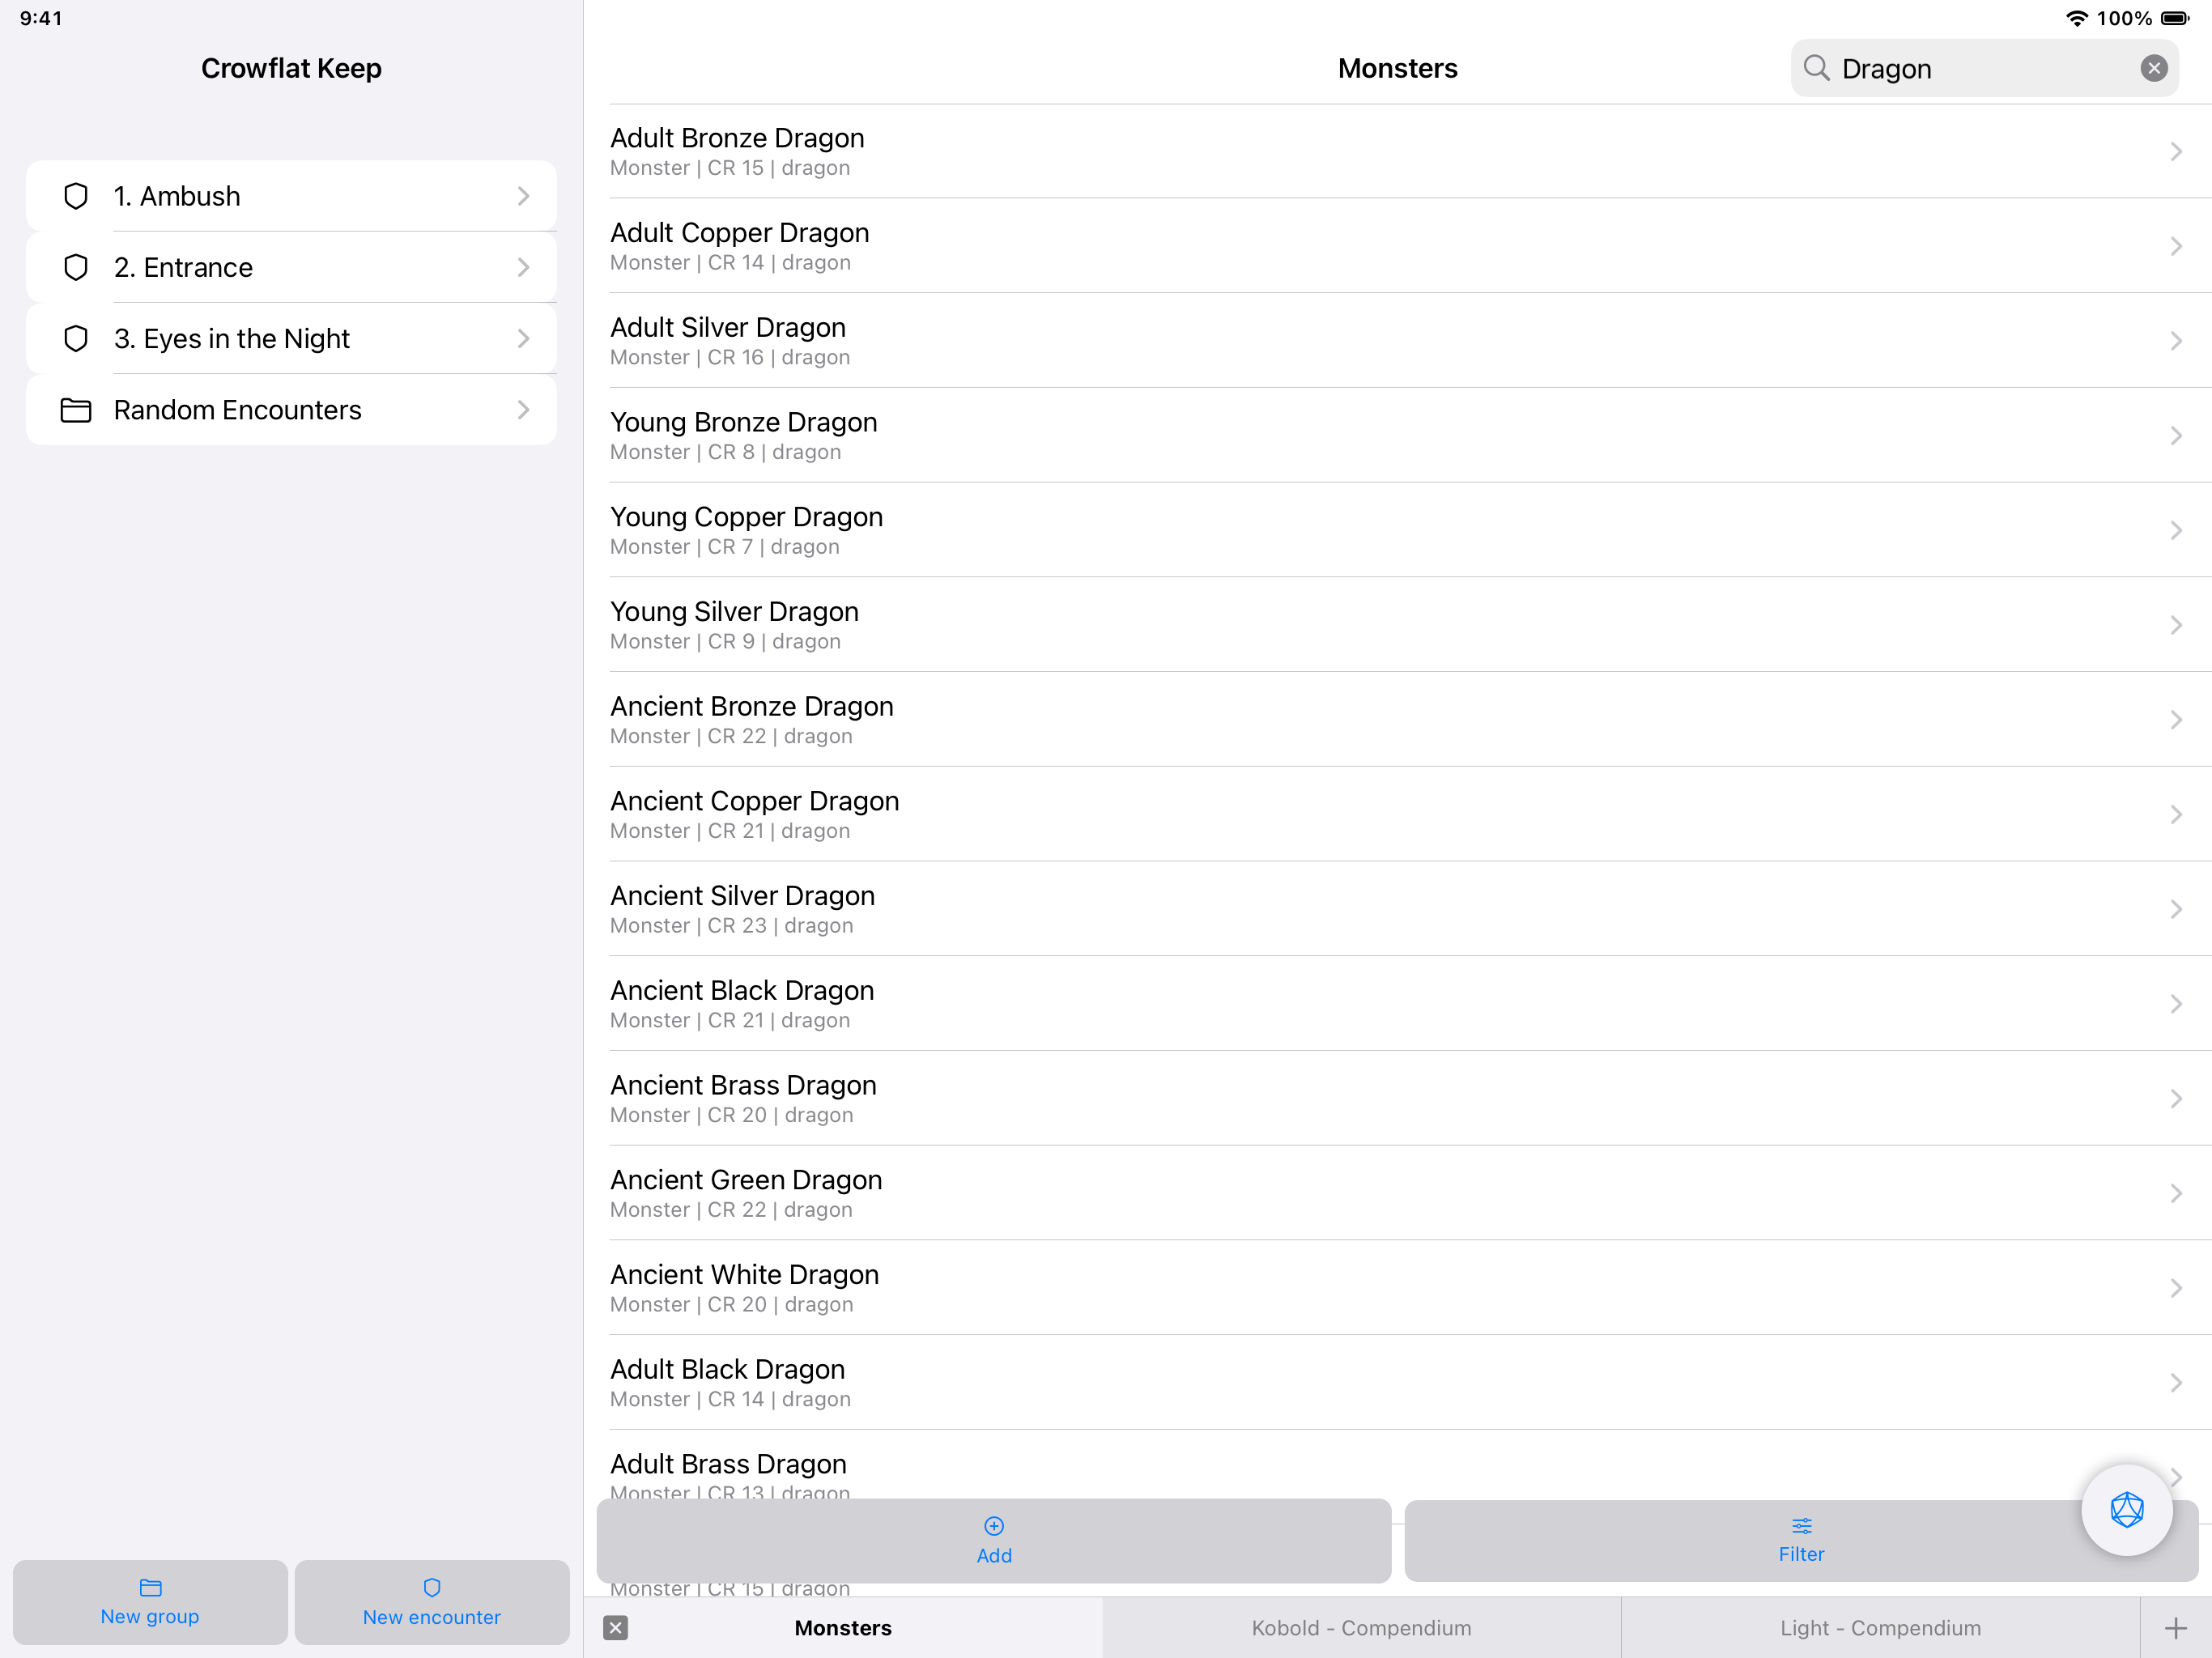 9:41
100%
Crowflat Keep
1. Ambush
2. Entrance
3. Eyes in the Night
Random Encounters
New group
New encounter
Monsters
Dragon
Adult Bronze Dragon
Monster | CR 15 | dragon
Adult Copper Dragon
Monster | CR 14 | dragon
Adult Silver Dragon
Monster | CR 16 | dragon
Young Bronze Dragon
Monster | CR 8 | dragon
Young Copper Dragon
Monster | CR 7 | dragon
Young Silver Dragon
Monster | CR 9 | dragon
Ancient Bronze Dragon
Monster | CR 22 | dragon
Ancient Copper Dragon
Monster | CR 21 | dragon
Ancient Silver Dragon
Monster | CR 23 | dragon
Ancient Black Dragon
Monster | CR 21 | dragon
Ancient Brass Dragon
Monster | CR 20 | dragon
Ancient Green Dragon
Monster | CR 22 | dragon
Ancient White Dragon
Monster | CR 20 | dragon
Adult Black Dragon
Monster | CR 14 | dragon
Adult Brass Dragon
Monster | CR 13 | dragon
Add
Filter
Monster | CR 15 | dragon
Monsters
Kobold - Compendium
Light - Compendium